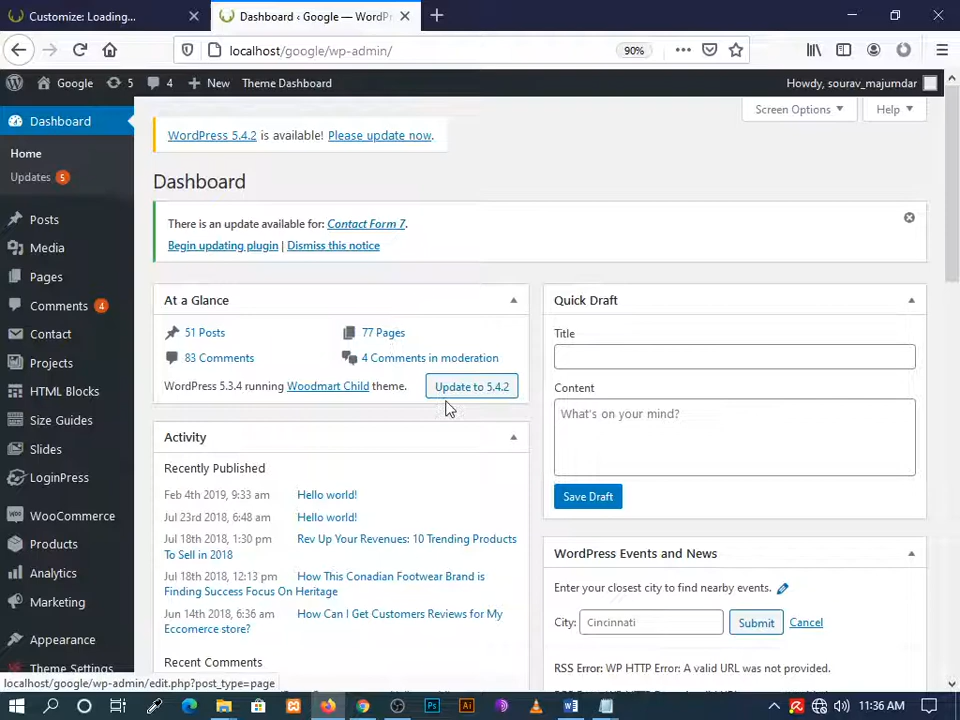 Customize: Loading...
Dashboard ‹ Google — WordPr
localhost/google/wp-admin/
90%
Google
5
4
New
Theme Dashboard
Howdy, sourav_majumdar
Dashboard
Home
Updates 5
Posts
Media
Pages
Comments 4
Contact
Projects
HTML Blocks
Size Guides
Slides
LoginPress
WooCommerce
Products
Analytics
Marketing
Appearance
Theme Settings
Screen Options
Help
WordPress 5.4.2 is available! Please update now.
Dashboard
There is an update available for: Contact Form 7.
Begin updating plugin | Dismiss this notice
At a Glance
51 Posts
77 Pages
83 Comments
4 Comments in moderation
WordPress 5.3.4 running Woodmart Child theme.
Update to 5.4.2
Activity
Recently Published
Feb 4th 2019, 9:33 am
Hello world!
Jul 23rd 2018, 6:48 am
Hello world!
Jul 18th 2018, 1:30 pm
Rev Up Your Revenues: 10 Trending Products
To Sell in 2018
Jul 18th 2018, 12:13 pm
How This Conadian Footwear Brand is
Finding Success Focus On Heritage
Jun 14th 2018, 6:36 am
How Can I Get Customers Reviews for My
Eccomerce store?
Recent Comments
Quick Draft
Title
Content
What's on your mind?
Save Draft
WordPress Events and News
Enter your closest city to find nearby events.
City:
Cincinnati
Submit
Cancel
RSS Error: WP HTTP Error: A valid URL was not provided.
localhost/google/wp-admin/edit.php?post_type=page
Ps
Ai
11:36 AM